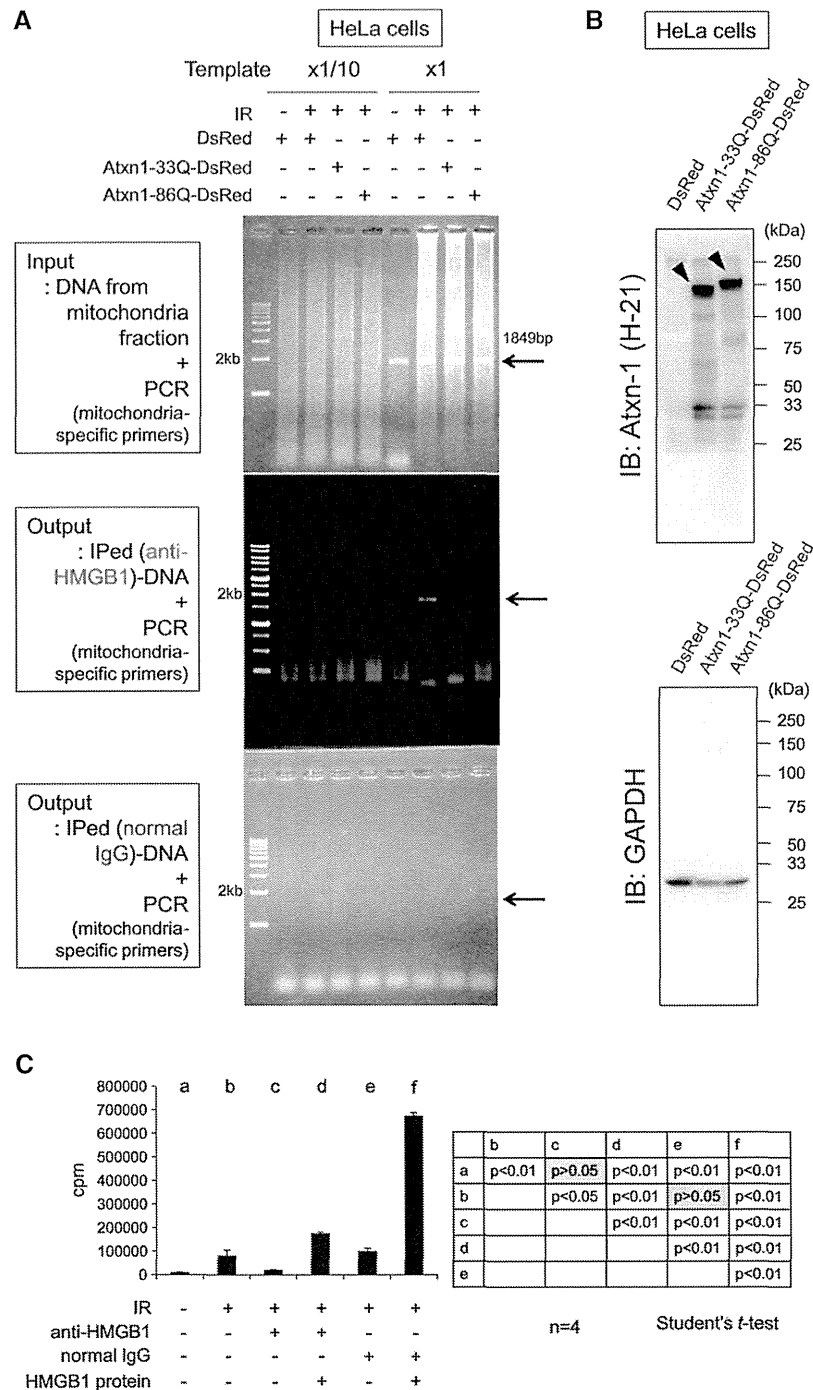 A
HeLa cells
Template x1/10 x1
IR - + + + - + + +
DsRed + + - - + + - -
Atxn1-33Q-DsRed - - + - - - + -
Atxn1-86Q-DsRed - - - + - - - +
Input
: DNA from
mitochondria
fraction
+
PCR
(mitochondria-
specific primers)
2kb
1849bp
Output
: IPed (anti-
HMGB1)-DNA
+
PCR
(mitochondria-
specific primers)
2kb
Output
: IPed (normal
IgG)-DNA
+
PCR
(mitochondria-
specific primers)
2kb
B
HeLa cells
DsRed
Atxn1-33Q-DsRed
Atxn1-86Q-DsRed
(kDa)
250
150
100
75
50
33
25
IB: Atxn-1 (H-21)
DsRed
Atxn1-33Q-DsRed
Atxn1-86Q-DsRed
(kDa)
250
150
100
75
50
33
25
IB: GAPDH
C
a b c d e f
800000
700000
600000
500000
400000
300000
200000
100000
0
cpm
IR - + + + + +
anti-HMGB1 - - + + - -
normal IgG - - - - + +
HMGB1 protein - - - + - +
b c d e f
a p<0.01 p>0.05 p<0.01 p<0.01 p<0.01
b p<0.05 p<0.01 p>0.05 p<0.01
c p<0.01 p<0.01 p<0.01
d p<0.01 p<0.01
e p<0.01
n=4 Student's t-test